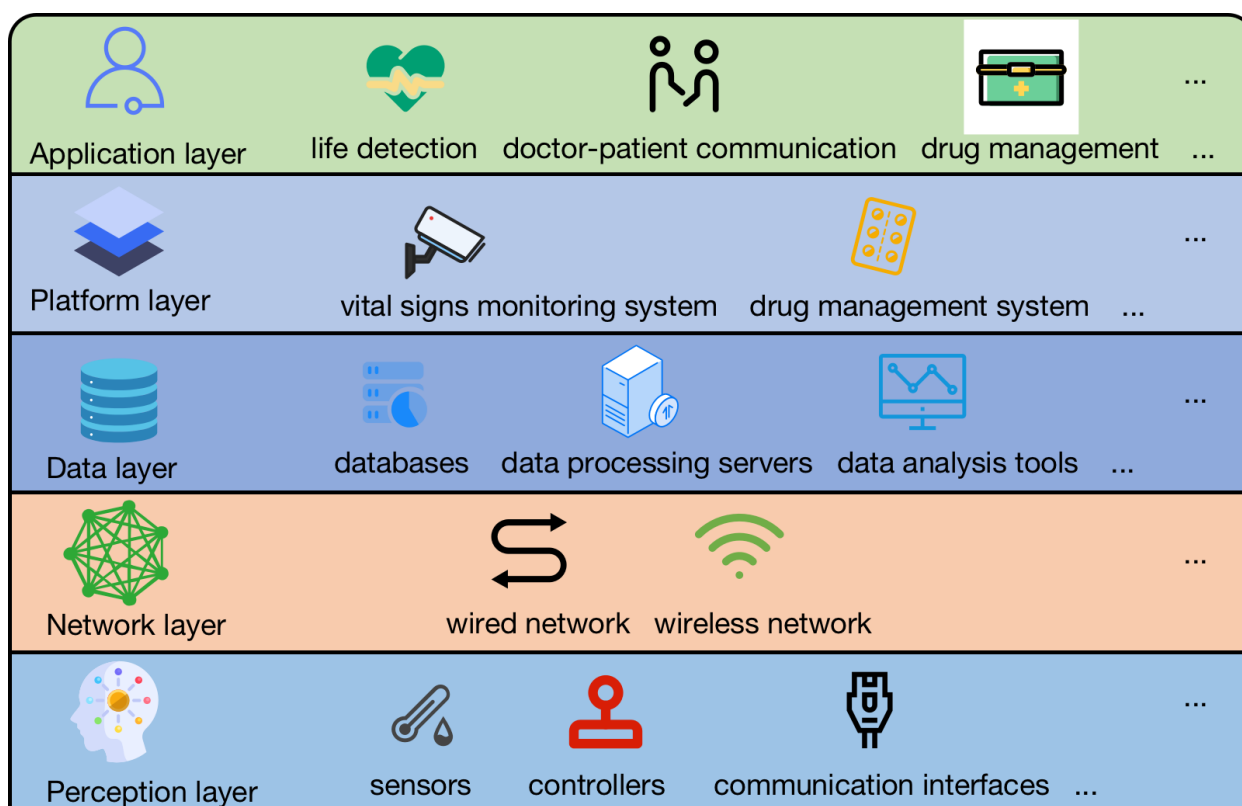 ...
Application layer life detection doctor-patient communication drug management ...
...
Platform layer vital signs monitoring system drug management system ...
...
Data layer databases data processing servers data analysis tools ...
...
Network layer wired network wireless network
...
Perception layer sensors controllers communication interfaces ...